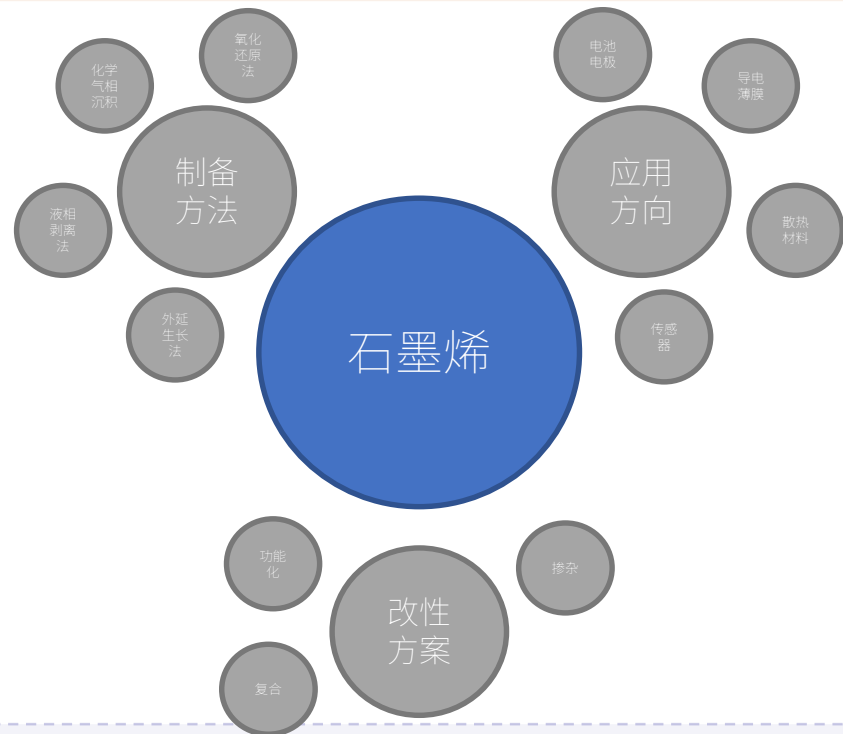 氧化
还原
法
化学
气相
沉积
制备
方法
液相
剥离
法
外延
生长
法
电池
电极
导电
薄膜
应用
方向
散热
材料
传感
器
石墨烯
功能
化
改性
方案
掺杂
复合